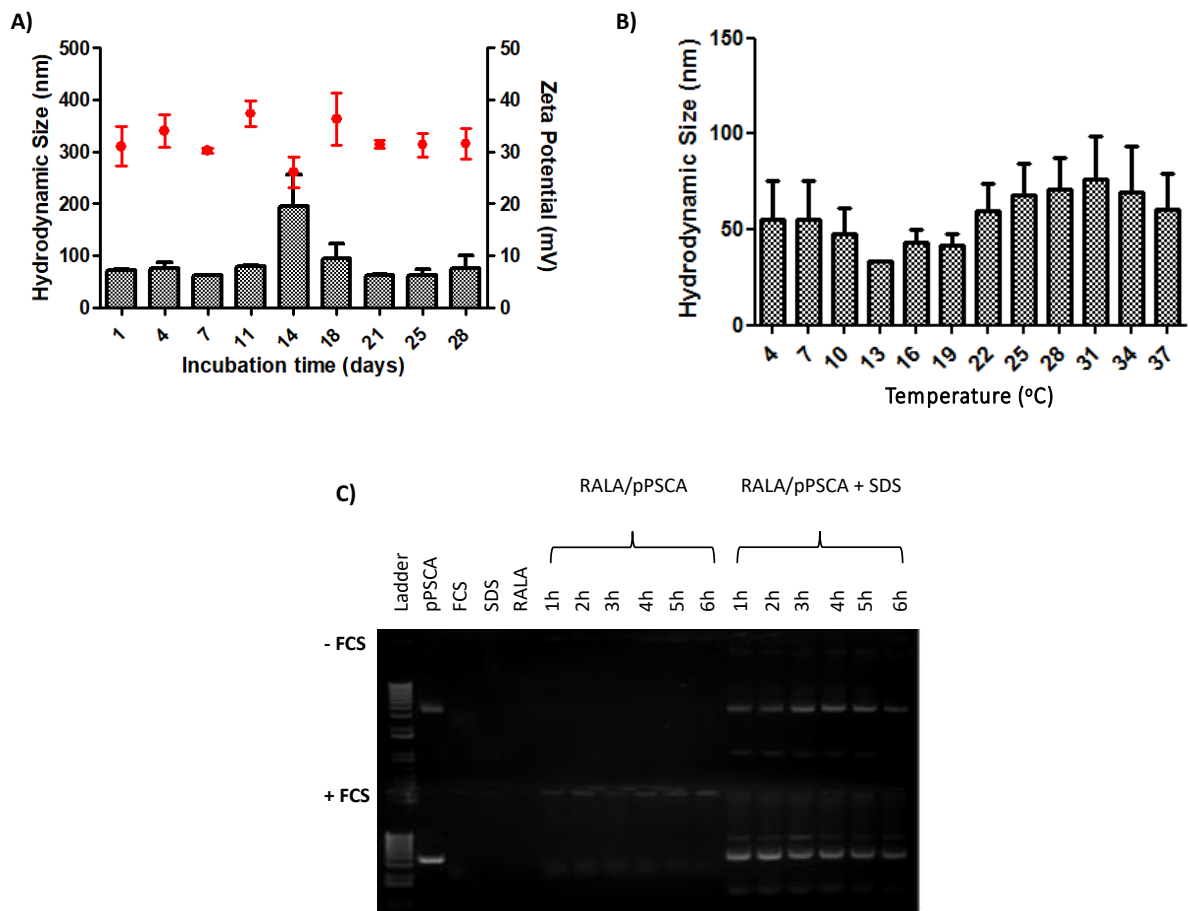 A)
500
400
300
200
100
0
Hydrodynamic Size (nm)
50
40
30
20
10
0
Zeta Potential (mV)
1 4 7 11 14 18 21 25 28
Incubation time (days)
B)
150
100
50
0
Hydrodynamic Size (nm)
4 7 10 13 16 19 22 25 28 31 34 37
Temperature (ºC)
C)
RALA/pPSCA RALA/pPSCA + SDS
Ladder pPSCA FCS SDS RALA 1h 2h 3h 4h 5h 6h 1h 2h 3h 4h 5h 6h
- FCS
+ FCS